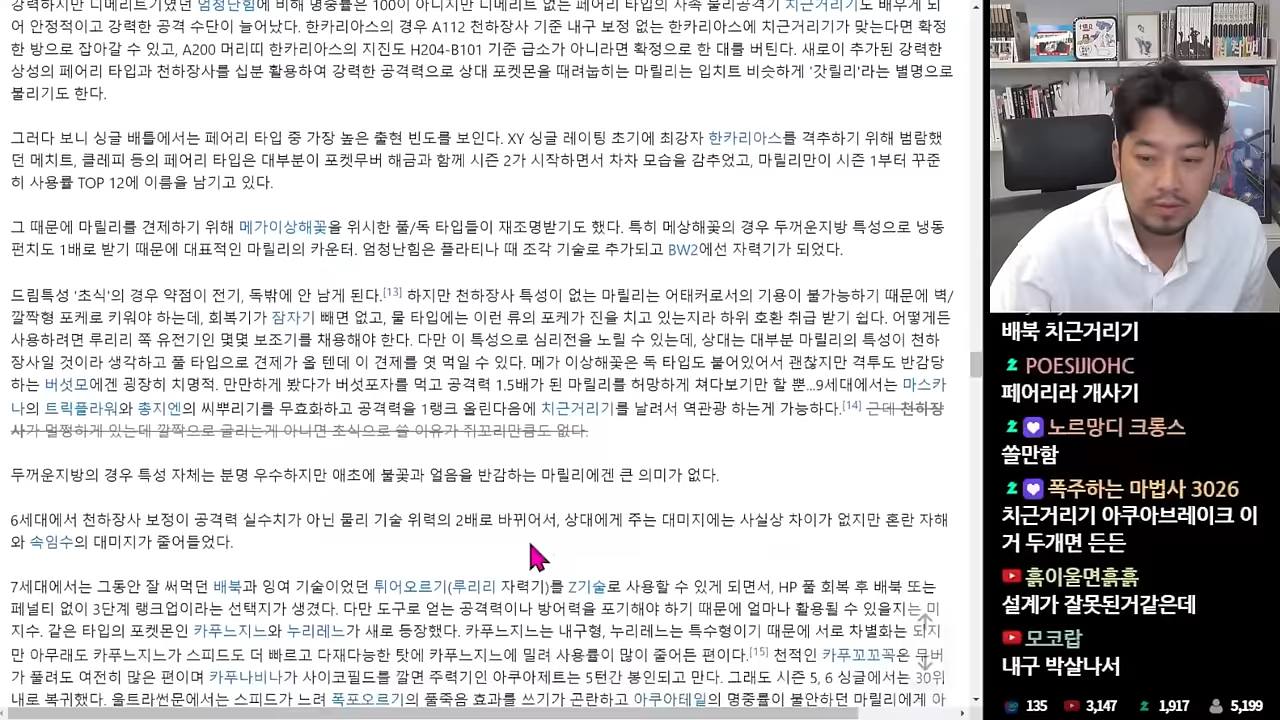 강력하지만 디메리트기였던 엄청난힘에 비해 명중률은 100이 아니지만 디메리트 없는 페어리 타입의 자속 물리공격기 치근거리기도 배우게 되
어 안정적이고 강력한 공격 수단이 늘어났다. 한카리아스의 경우 A112 천하장사 기준 내구 보정 없는 한카리아스에 치근거리기가 맞는다면 확정
한 방으로 잡아갈 수 있고, A200 머리띠 한카리아스의 지진도 H204-B101 기준 급소가 아니라면 확정으로 한 대를 버틴다. 새로이 추가된 강력한
상성의 페어리 타입과 천하장사를 십분 활용하여 강력한 공격력으로 상대 포켓몬을 때려눕히는 마릴리는 입치트 비슷하게 '갓릴리'라는 별명으로
불리기도 한다.
그러다 보니 싱글 배틀에서는 페어리 타입 중 가장 높은 출현 빈도를 보인다. XY 싱글 레이팅 초기에 최강자 한카리아스를 격추하기 위해 범람했
던 메치트, 클레피 등의 페어리 타입은 대부분이 포켓무버 해금과 함께 시즌 2가 시작하면서 차차 모습을 감추었고, 마릴리만이 시즌 1부터 꾸준
히 사용률 TOP 12에 이름을 남기고 있다.
그 때문에 마릴리를 견제하기 위해 메가이상해꽃을 위시한 풀/독 타입들이 재조명받기도 했다. 특히 메상해꽃의 경우 두꺼운지방 특성으로 냉동
펀치도 1배로 받기 때문에 대표적인 마릴리의 카운터. 엄청난힘은 플라티나 때 조각 기술로 추가되고 BW2에선 자력기가 되었다.
드림특성 '초식'의 경우 약점이 전기, 독밖에 안 남게 된다.[13] 하지만 천하장사 특성이 없는 마릴리는 어태커로서의 기용이 불가능하기 때문에 벽/
깔짝형 포케로 키워야 하는데, 회복기가 잠자기 빼면 없고, 물 타입에는 이런 류의 포케가 진을 치고 있는지라 하위 호환 취급 받기 쉽다. 어떻게든
사용하려면 루리리 쪽 유전기인 멸망 보조기를 채용해야 한다. 다만 이 특성으로 심리전을 노릴 수 있는데, 상대는 대부분 마릴리의 특성이 천하
장사일 것이라 생각하고 풀 타입으로 견제가 올 텐데 이 견제를 엿 먹일 수 있다. 메가 이상해꽃은 독 타입도 붙어있어서 괜찮지만 격투도 반감당
하는 버섯모에겐 굉장히 치명적. 만만하게 봤다가 버섯포자를 먹고 공격력 1.5배가 된 마릴리를 허망하게 쳐다보기만 할 뿐...9세대에서는 마스카
나의 트릭플라워와 총지엔의 씨뿌리기를 무효화하고 공격력을 1랭크 올린다음에 치근거리기를 날려서 역관광 하는게 가능하다.[14] 근데 천하장
사가 멀쩡하게 있는데 깔짝으로 굴리는게 아니면 초식으로 쓸 이유가 쥐꼬리만큼도 없다.
두꺼운지방의 경우 특성 자체는 분명 우수하지만 애초에 불꽃과 얼음을 반감하는 마릴리에겐 큰 의미가 없다.
6세대에서 천하장사 보정이 공격력 실수치가 아닌 물리 기술 위력의 2배로 바뀌어서, 상대에게 주는 대미지에는 사실상 차이가 없지만 혼란 자해
와 속임수의 대미지가 줄어들었다.
7세대에서는 그동안 잘 써먹던 배북과 잉여 기술이었던 튀어오르기(루리리 자력기)를 Z기술로 사용할 수 있게 되면서, HP 풀 회복 후 배북 또는
페널티 없이 3단계 랭크업이라는 선택지가 생겼다. 다만 도구로 얻는 공격력이나 방어력을 포기해야 하기 때문에 얼마나 활용될 수 있을지는 미
지수. 같은 타입의 포켓몬인 카푸느지느와 누리레느가 새로 등장했다. 카푸느지느는 내구형, 누리레느는 특수형이기 때문에 서로 차별화는 되지
만 아무래도 카푸느지느가 스피드도 더 빠르고 다재다능한 탓에 카푸느지느에 밀려 사용률이 많이 줄어든 편이다.[15] 천적인 카푸꼬꼬꼭은 무버
가 풀려도 여전히 많은 편이며 카푸나비나가 사이코필드를 깔면 주력기인 아쿠아제트는 5턴간 봉인되고 만다. 그래도 시즌 5, 6 싱글에서는 30위
내로 복귀했다. 울트라썬문에서는 스피드가 느려 폭포오르기의 풀죽음 효과를 쓰기가 곤란하고 아쿠아테일의 명중률이 불안하던 마릴리에게 아
배북 치근거리기
POESIJIOHC
페어리라 개사기
노르망디 크롱스
쓸만함
폭주하는 마법사 3026
치근거리기 아쿠아브레이크 이
거 두개면 든든
흙이울면흙흙
설계가 잘못된거같은데
모코랍
내구 박살나서
135 3,147 1,917 5,199